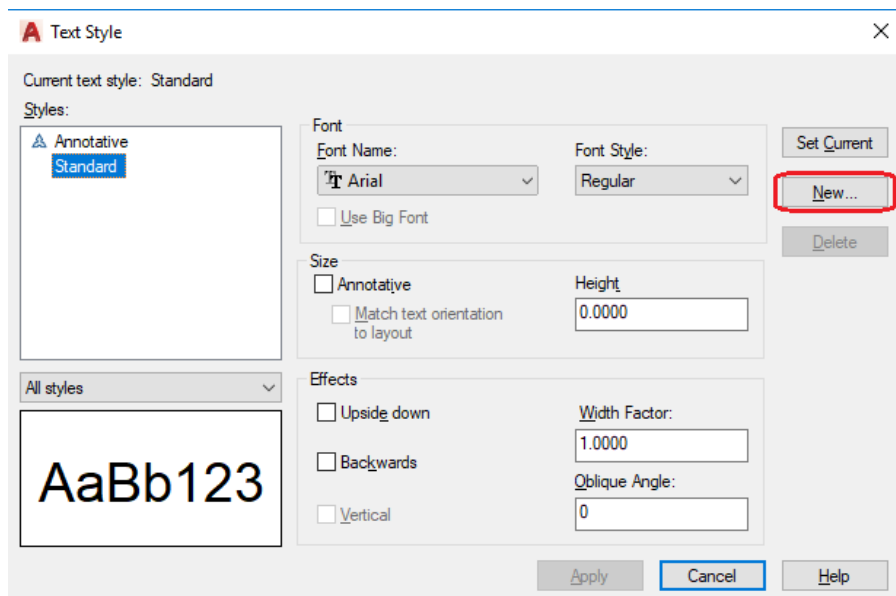 Text Style
Current text style: Standard
Styles:
Annotative
Standard
All styles
AaBb123
Font
Font Name:
Font Style:
Arial
Regular
Use Big Font
Size
Annotative
Height
Match text orientation
to layout
0.0000
Effects
Upside down
Width Factor:
1.0000
Backwards
Oblique Angle:
Vertical
0
Set Current
New...
Delete
Apply
Cancel
Help